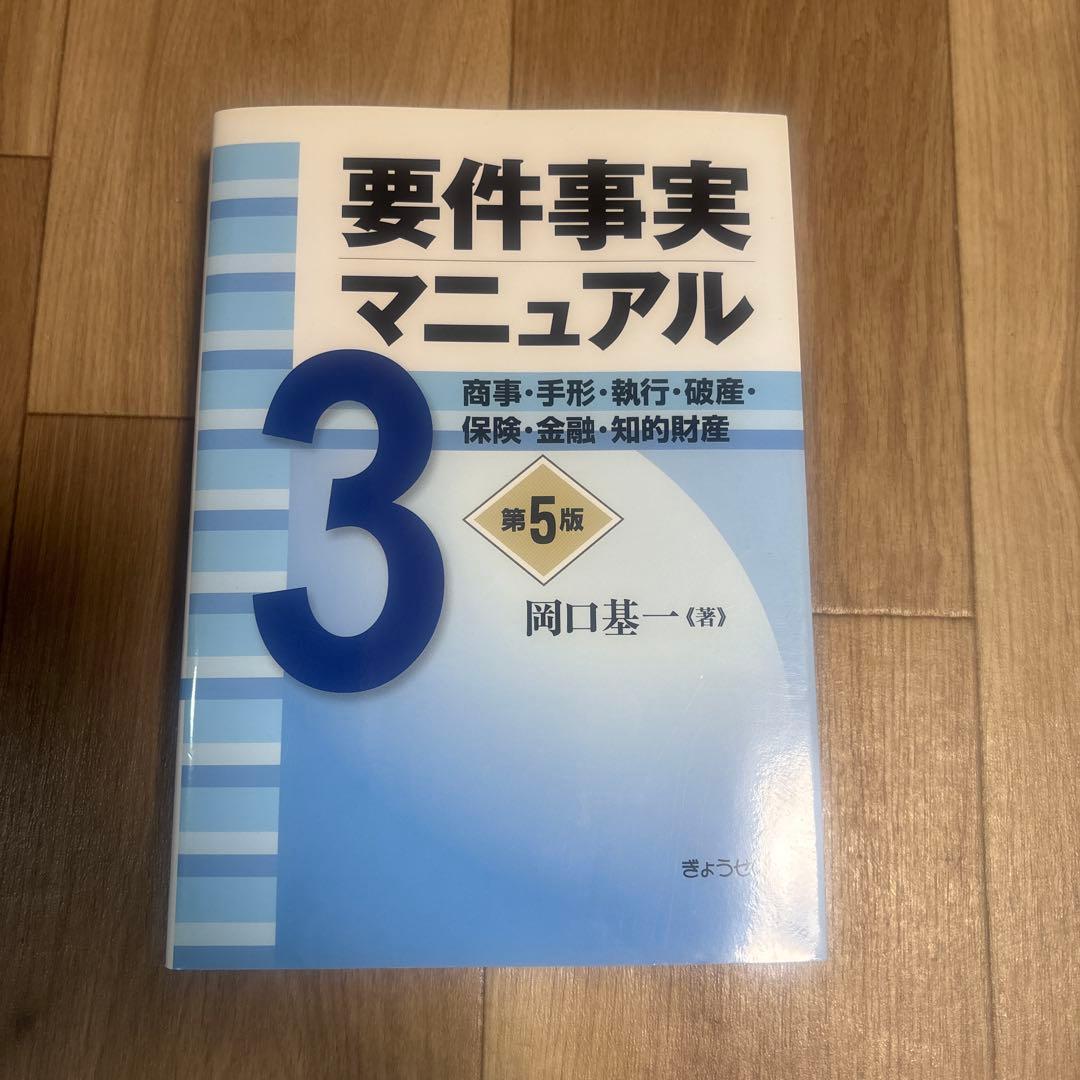 要件事実
マニュアル
3
商事・手形・執行・破産・
保険・金融・知的財産
第5版
岡口基一《著》
ぎょうせ